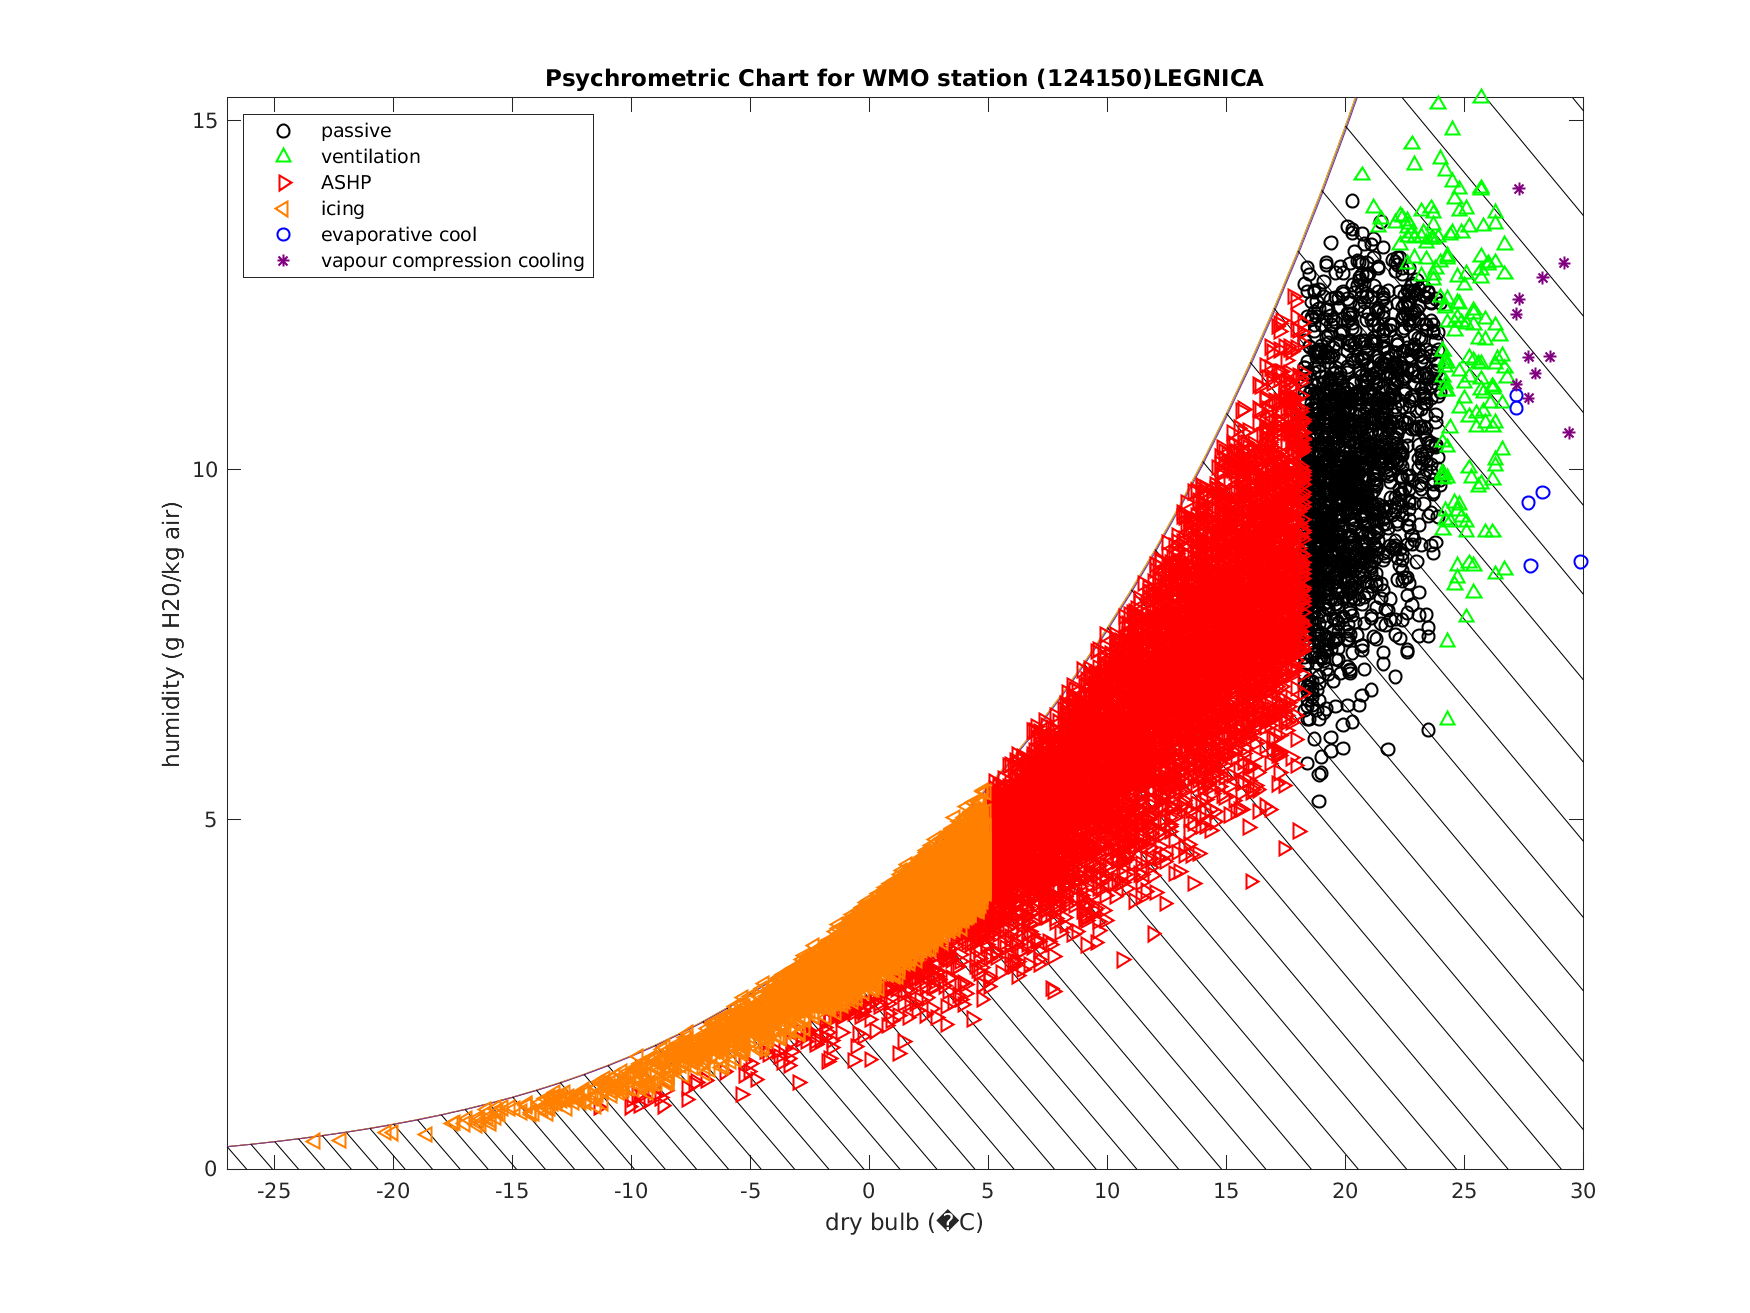 Psychrometric Chart for WMO station (124150)LEGNICA
passive
ventilation
ASHP
icing
evaporative cool
vapour compression cooling
15
10
5
0
humidity (g H20/kg air)
-25 -20 -15 -10 -5 0 5 10 15 20 25 30
dry bulb (�C)